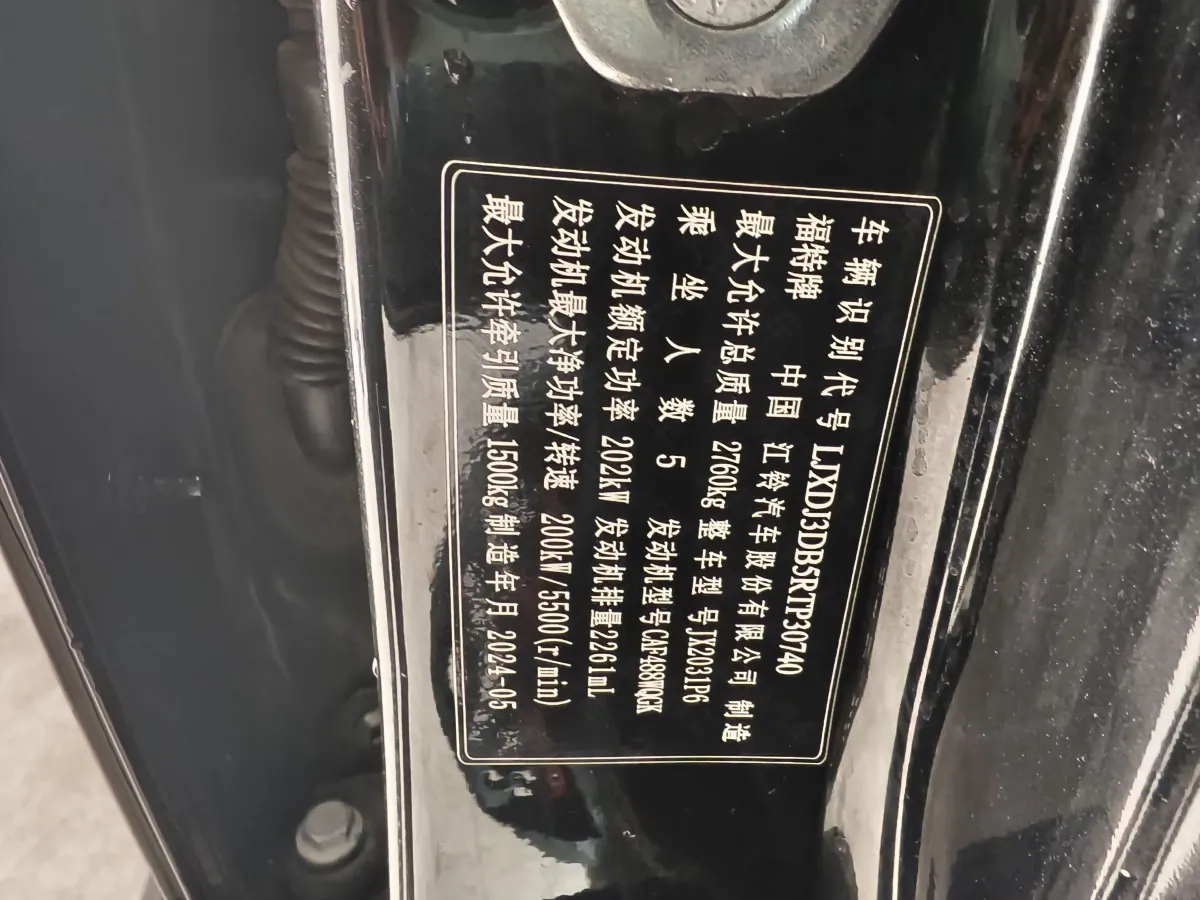 车辆识别代号 LJXDJ3DB5RTP30740
福特牌 中国 江铃汽车股份有限公司 制造
最大允许总质量 2760kg 整车型号 JX2031P6
乘坐人数 5 发动机型号 CAF488WQGK
发动机额定功率 202kW 发动机排量 2261mL
发动机最大净功率/转速 200kW/5500(r/min)
最大允许牵引质量 1500kg 制造年月 2024-05